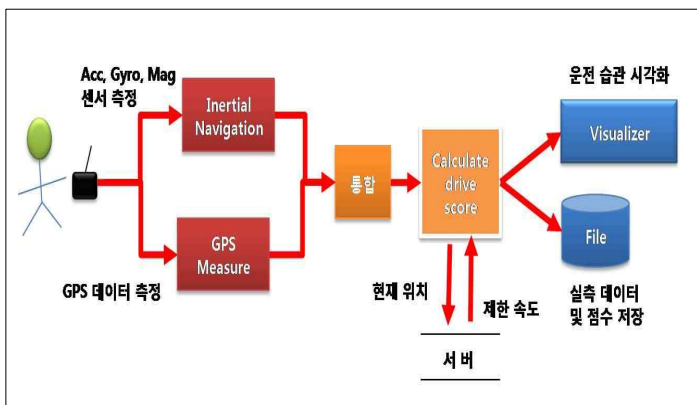 Acc, Gyro, Mag
센서 측정
Inertial
Navigation
GPS
Measure
GPS 데이터 측정
통합
Calculate
drive
score
현재 위치
제한 속도
서 버
운전 습관 시각화
Visualizer
File
실측 데이터
및 점수 저장